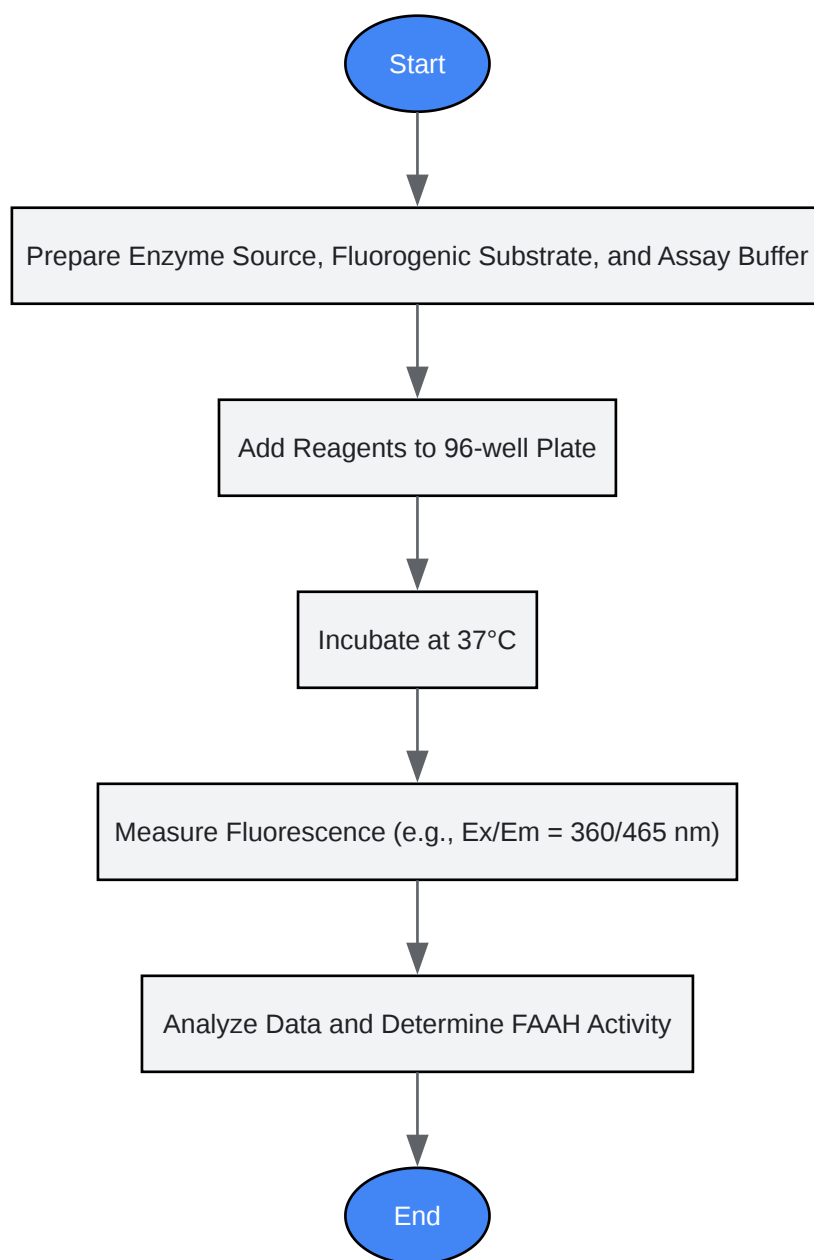 Start
Prepare Enzyme Source, Fluorogenic Substrate, and Assay Buffer
Add Reagents to 96-well Plate
Incubate at 37°C
Measure Fluorescence (e.g., Ex/Em = 360/465 nm)
Analyze Data and Determine FAAH Activity
End